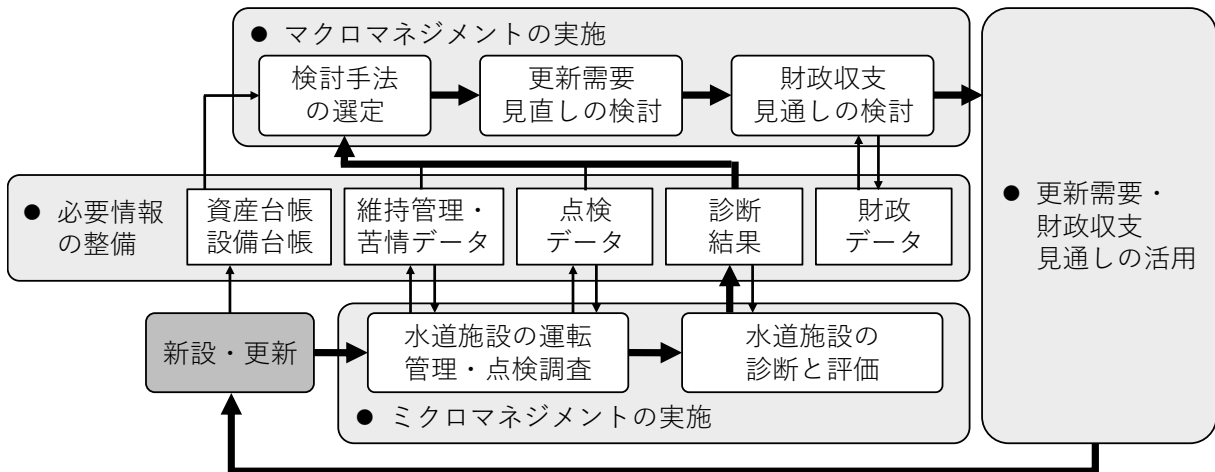 ● マクロマネジメントの実施
検討手法
の選定
更新需要
見直しの検討
財政収支
見通しの検討
● 必要情報
の整備
資産台帳
設備台帳
維持管理・
苦情データ
点検
データ
診断
結果
財政
データ
● 更新需要・
財政収支
見通しの活用
新設・更新
水道施設の運転
管理・点検調査
水道施設の
診断と評価
● ミクロマネジメントの実施